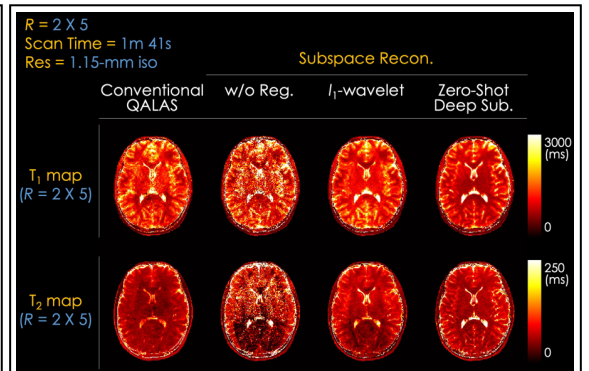 R = 2 X 5
Scan Time = 1m 41s
Res = 1.15-mm iso
Subspace Recon.
Conventional QALAS
w/o Reg.
l₁-wavelet
Zero-Shot Deep Sub.
T₁ map
(R = 2 X 5)
3000
(ms)
0
T₂ map
(R = 2 X 5)
250
(ms)
0